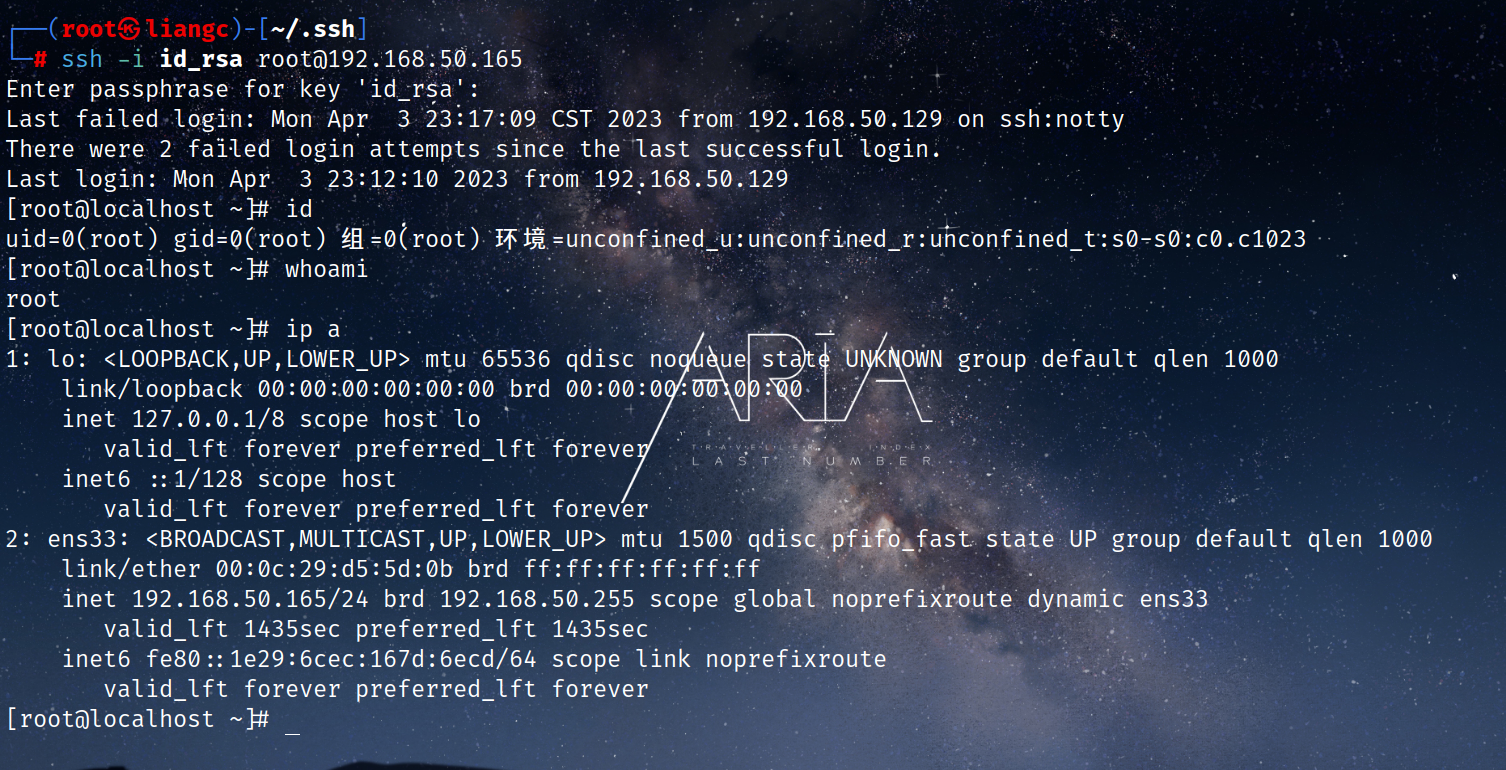 ┌──(root㉿liangc)-[~/.ssh]
└─# ssh -i id_rsa root@192.168.50.165
Enter passphrase for key 'id_rsa':
Last failed login: Mon Apr  3 23:17:09 CST 2023 from 192.168.50.129 on ssh:notty
There were 2 failed login attempts since the last successful login.
Last login: Mon Apr  3 23:12:10 2023 from 192.168.50.129
[root@localhost ~]# id
uid=0(root) gid=0(root) 组=0(root) 环境=unconfined_u:unconfined_r:unconfined_t:s0-s0:c0.c1023
[root@localhost ~]# whoami
root
[root@localhost ~]# ip a
1: lo: <LOOPBACK,UP,LOWER_UP> mtu 65536 qdisc noqueue state UNKNOWN group default qlen 1000
    link/loopback 00:00:00:00:00:00 brd 00:00:00:00:00:00
    inet 127.0.0.1/8 scope host lo
       valid_lft forever preferred_lft forever
    inet6 ::1/128 scope host
       valid_lft forever preferred_lft forever
2: ens33: <BROADCAST,MULTICAST,UP,LOWER_UP> mtu 1500 qdisc pfifo_fast state UP group default qlen 1000
    link/ether 00:0c:29:d5:5d:0b brd ff:ff:ff:ff:ff:ff
    inet 192.168.50.165/24 brd 192.168.50.255 scope global noprefixroute dynamic ens33
       valid_lft 1435sec preferred_lft 1435sec
    inet6 fe80::1e29:6cec:167d:6ecd/64 scope link noprefixroute
       valid_lft forever preferred_lft forever
[root@localhost ~]#
ARIA
TRAVELER INDEX
LAST NUMBER